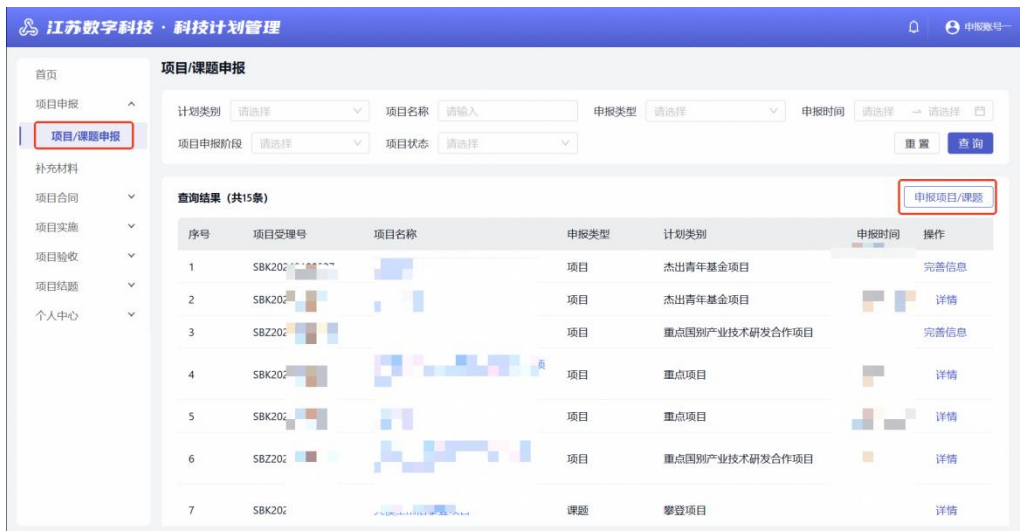 江苏数字科技 · 科技计划管理
申报账号一
首页
项目申报
项目/课题申报
补充材料
项目合同
项目实施
项目验收
项目结题
个人中心
项目/课题申报
计划类别 请选择 项目名称 请输入 申报类型 请选择 申报时间 请选择 → 请选择
项目申报阶段 请选择 项目状态 请选择 重置 查询
查询结果（共15条） 申报项目/课题
序号 项目受理号 项目名称 申报类型 计划类别 申报时间 操作
1 SBK202 项目 杰出青年基金项目 完善信息
2 SBK202 项目 杰出青年基金项目 详情
3 SBZ202 项目 重点国别产业技术研发合作项目 完善信息
4 SBK202 项目 重点项目 详情
5 SBK202 项目 重点项目 详情
6 SBZ202 项目 重点国别产业技术研发合作项目 详情
7 SBK202 课题 攀登项目 详情